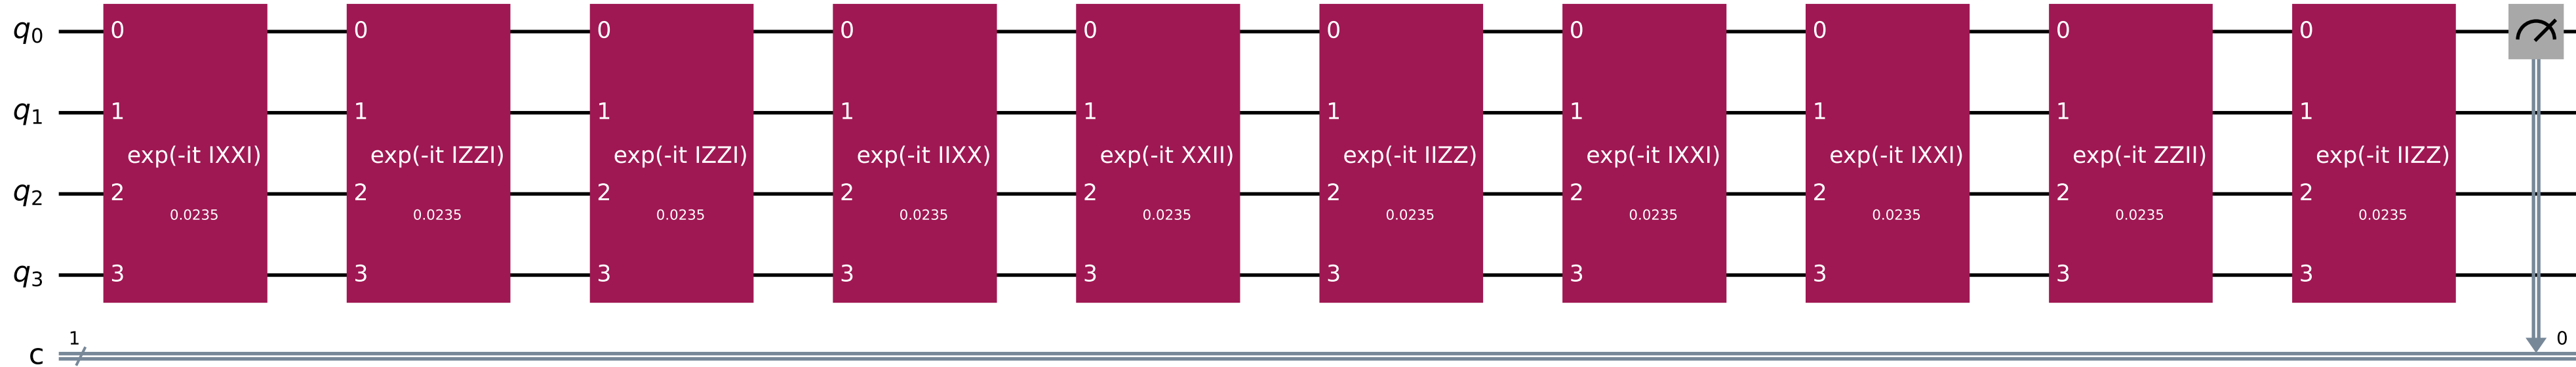 q0 0 0 0 0 0 0 0 0 0 0
q1 1 1 1 1 1 1 1 1 1 1
exp(-it IXXI) exp(-it IZZI) exp(-it IZZI) exp(-it IIXX) exp(-it XXII) exp(-it IIZZ) exp(-it IXXI) exp(-it IXXI) exp(-it ZZII) exp(-it IIZZ)
q2 2 2 2 2 2 2 2 2 2 2
0.0235 0.0235 0.0235 0.0235 0.0235 0.0235 0.0235 0.0235 0.0235 0.0235
q3 3 3 3 3 3 3 3 3 3 3
1 0
c